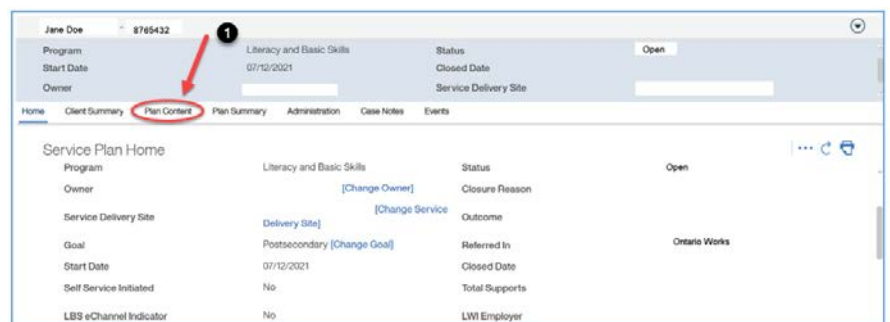 Jane Doe - 8765432
1
Program Literacy and Basic Skills Status Open
Start Date 07/12/2021 Closed Date
Owner Service Delivery Site
Home Client Summary Plan Content Plan Summary Administration Case Notes Events
Service Plan Home
Program Literacy and Basic Skills Status Open
Owner [Change Owner] Closure Reason
Service Delivery Site [Change Service Delivery Site] Outcome
Goal Postsecondary [Change Goal] Referred In Ontario Works
Start Date 07/12/2021 Closed Date
Self Service Initiated No Total Supports
LBS eChannel Indicator No LWI Employer